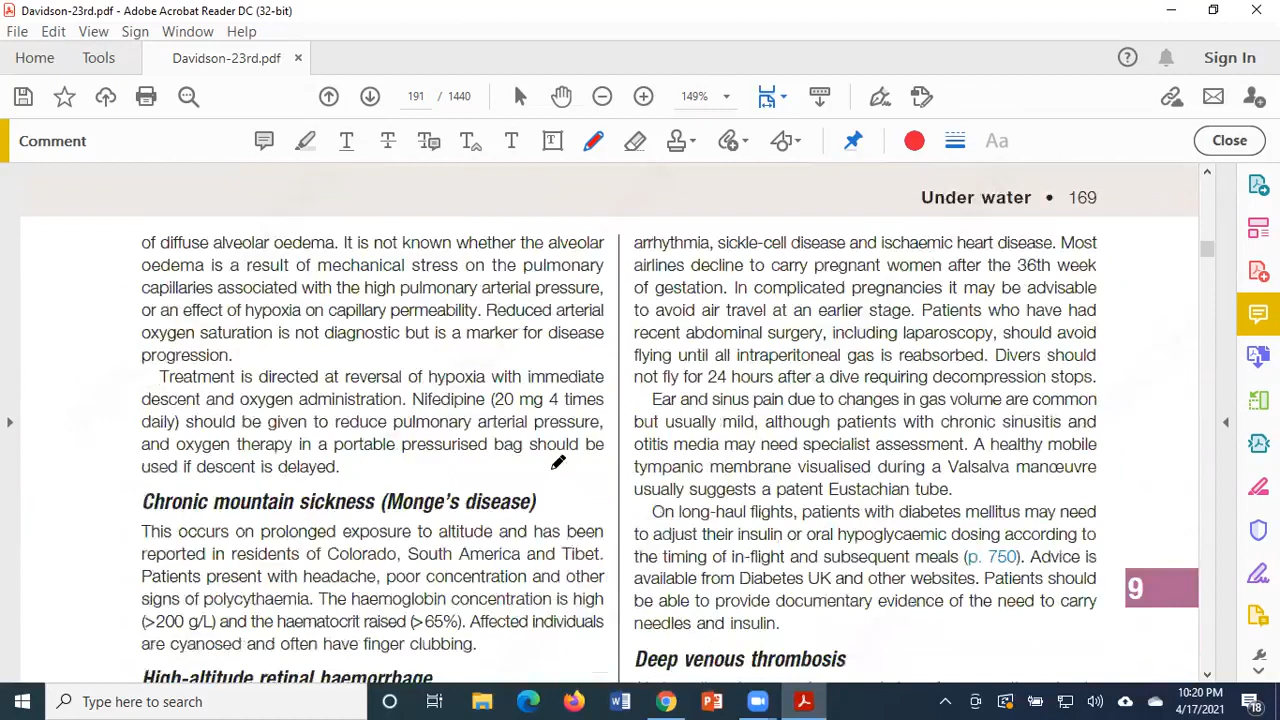 Davidson-23rd.pdf - Adobe Acrobat Reader DC (32-bit)
File Edit View Sign Window Help
Home Tools Davidson-23rd.pdf × Sign In
191 / 1440 149%
Comment Aa Close
Under water • 169
of diffuse alveolar oedema. It is not known whether the alveolar
oedema is a result of mechanical stress on the pulmonary
capillaries associated with the high pulmonary arterial pressure,
or an effect of hypoxia on capillary permeability. Reduced arterial
oxygen saturation is not diagnostic but is a marker for disease
progression.
Treatment is directed at reversal of hypoxia with immediate
descent and oxygen administration. Nifedipine (20 mg 4 times
daily) should be given to reduce pulmonary arterial pressure,
and oxygen therapy in a portable pressurised bag should be
used if descent is delayed.
Chronic mountain sickness (Monge's disease)
This occurs on prolonged exposure to altitude and has been
reported in residents of Colorado, South America and Tibet.
Patients present with headache, poor concentration and other
signs of polycythaemia. The haemoglobin concentration is high
(>200 g/L) and the haematocrit raised (>65%). Affected individuals
are cyanosed and often have finger clubbing.
High-altitude retinal haemorrhage
arrhythmia, sickle-cell disease and ischaemic heart disease. Most
airlines decline to carry pregnant women after the 36th week
of gestation. In complicated pregnancies it may be advisable
to avoid air travel at an earlier stage. Patients who have had
recent abdominal surgery, including laparoscopy, should avoid
flying until all intraperitoneal gas is reabsorbed. Divers should
not fly for 24 hours after a dive requiring decompression stops.
Ear and sinus pain due to changes in gas volume are common
but usually mild, although patients with chronic sinusitis and
otitis media may need specialist assessment. A healthy mobile
tympanic membrane visualised during a Valsalva manœuvre
usually suggests a patent Eustachian tube.
On long-haul flights, patients with diabetes mellitus may need
to adjust their insulin or oral hypoglycaemic dosing according to
the timing of in-flight and subsequent meals (p. 750). Advice is
available from Diabetes UK and other websites. Patients should
be able to provide documentary evidence of the need to carry
needles and insulin.
Deep venous thrombosis
9
Type here to search
10:20 PM
4/17/2021
18